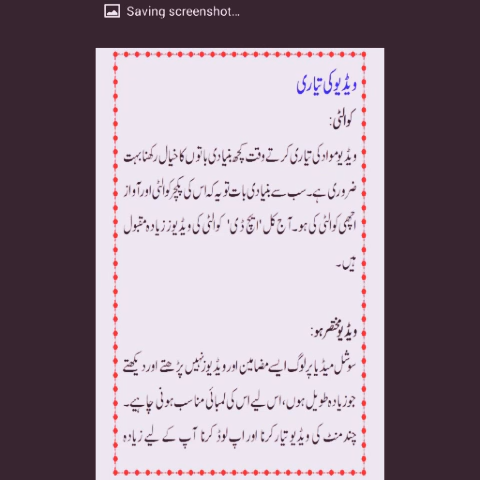 Saving screenshot...
ویڈیو کی تیاری
کوالٹی:
ویڈیو مواد کی تیاری کرتے وقت کچھ بنیادی باتوں کا خیال رکھنا بہت
ضروری ہے۔ سب سے بنیادی بات تو یہ کہ اس کی پکچر کوالٹی اور آواز
اچھی کوالٹی کی ہو۔ آج کل 'ایچ ڈی' کوالٹی کی ویڈیوز زیادہ مقبول
ہیں۔
ویڈیو مختصر ہو:
سوشل میڈیا پر لوگ ایسے مضامین اور ویڈیوز نہیں پڑھتے اور دیکھتے
جو زیادہ طویل ہوں، اس لیے اس کی لمبائی مناسب ہونی چاہیے۔
چند منٹ کی ویڈیو تیار کرنا اور اپ لوڈ کرنا آپ کے لیے زیادہ